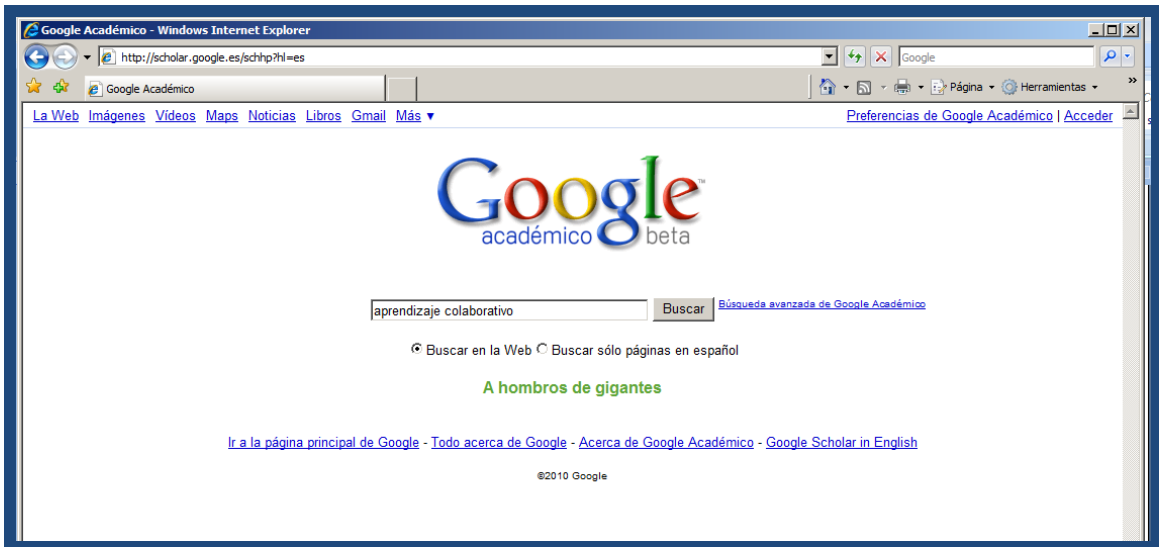 Google Académico - Windows Internet Explorer
http://scholar.google.es/schhp?hl=es
Google
Google Académico
Página
Herramientas
»
La Web Imágenes Vídeos Maps Noticias Libros Gmail Más ▼
Preferencias de Google Académico | Acceder
Google™
académico beta
aprendizaje colaborativo
Buscar
Búsqueda avanzada de Google Académico
Buscar en la Web Buscar sólo páginas en español
A hombros de gigantes
Ir a la página principal de Google - Todo acerca de Google - Acerca de Google Académico - Google Scholar in English
©2010 Google